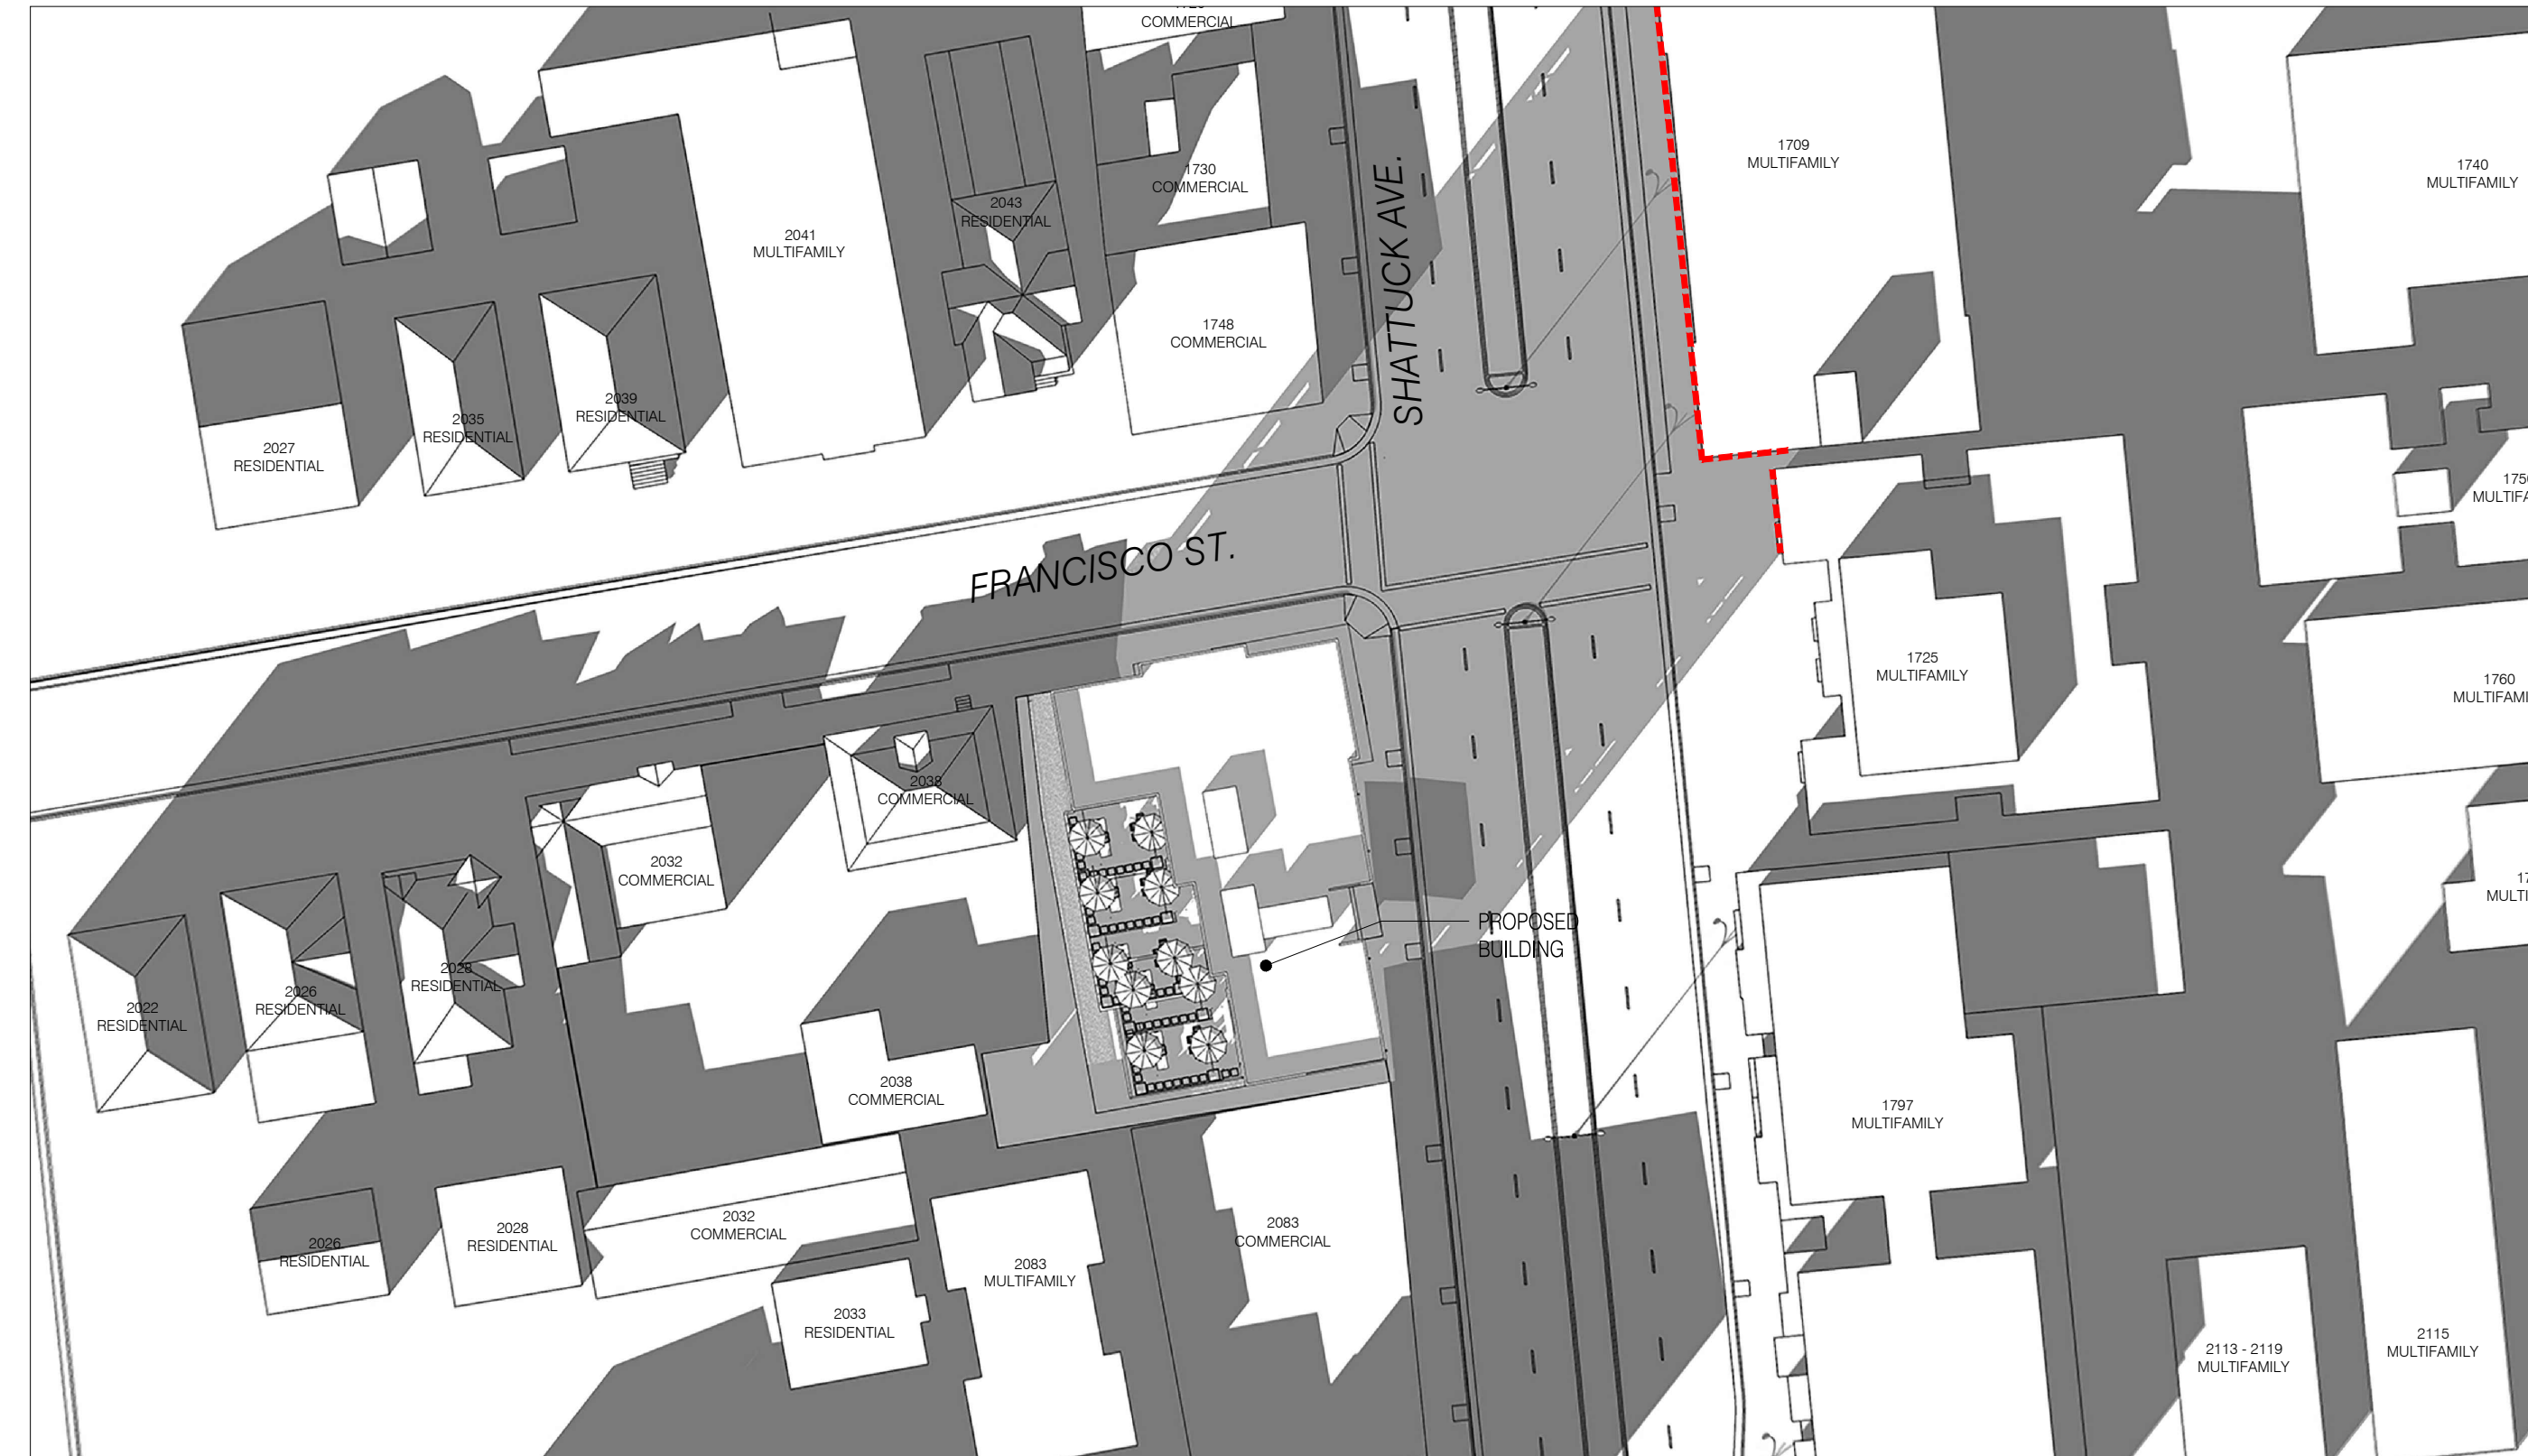 COMMERCIAL
1709
MULTIFAMILY
1740
MULTIFAMILY
1730
COMMERCIAL
2043
RESIDENTIAL
2041
MULTIFAMILY
SHATTUCK AVE.
1748
COMMERCIAL
2039
RESIDENTIAL
2035
RESIDENTIAL
2027
RESIDENTIAL
FRANCISCO ST.
1725
MULTIFAMILY
1760
2038
COMMERCIAL
2032
COMMERCIAL
PROPOSED
BUILDING
2028
RESIDENTIAL
2026
RESIDENTIAL
2022
RESIDENTIAL
2038
COMMERCIAL
1797
MULTIFAMILY
2032
COMMERCIAL
2028
RESIDENTIAL
2026
RESIDENTIAL
2083
COMMERCIAL
2083
MULTIFAMILY
2033
RESIDENTIAL
2113 - 2119
MULTIFAMILY
2115
MULTIFAMILY